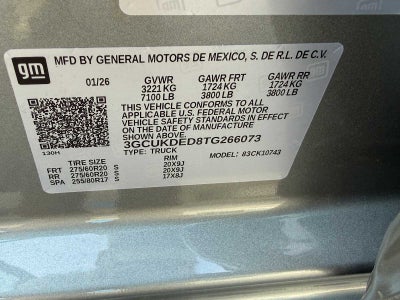 gm
MFD BY GENERAL MOTORS DE MEXICO, S. DE R.L. DE C.V.
01/26 GVWR GAWR FRT GAWR RR
3221 KG 1724 KG 1724 KG
7100 LB 3800 LB 3800 LB
THIS VEHICLE CONFORMS TO ALL
APPLICABLE U.S. FEDERAL MOTOR
VEHICLE SAFETY STANDARDS IN EFFECT
ON THE DATE OF MANUFACTURE
SHOWN ABOVE.
3GCUKDED8TG266073
TYPE: TRUCK MODEL: 83CK10743
130H
TIRE SIZE RIM
FRT 275/60R20 S 20X9J
RR 275/60R20 S 20X9J
SPA 255/80R17 S 17X8J